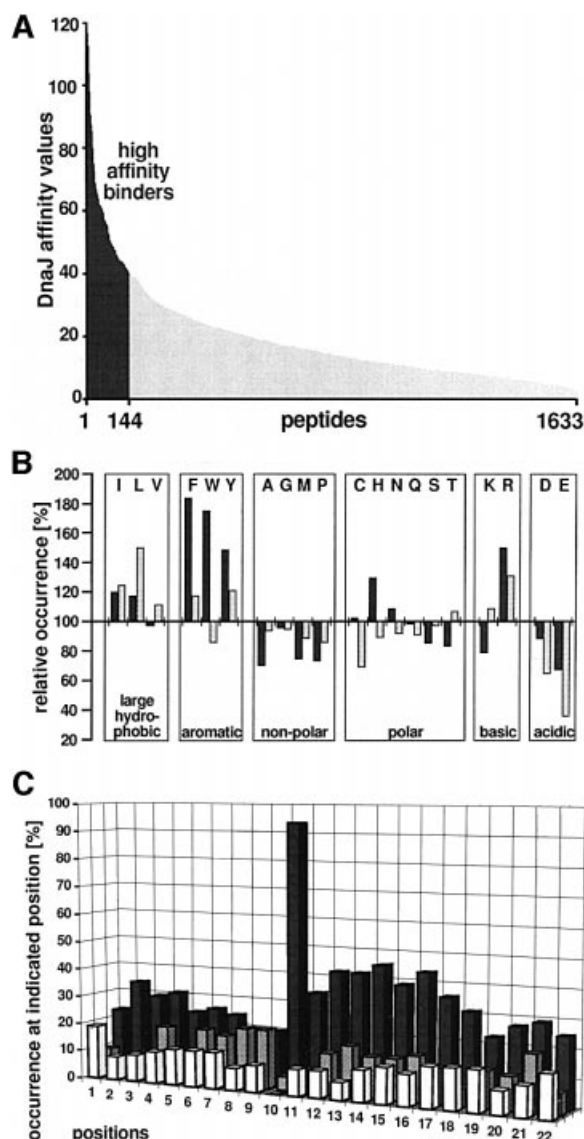 A
120
100
80
60
40
20
0
DnaJ affinity values
high
affinity
binders
1 144 peptides 1633
B
200
180
160
140
120
100
80
60
40
20
relative occurrence [%]
I L V F W Y A G M P C H N Q S T K R D E
large
hydro-
phobic
aromatic non-polar polar basic acidic
C
100
90
80
70
60
50
40
30
20
10
0
occurrence at indicated position [%]
1 2 3 4 5 6 7 8 9 10 11 12 13 14 15 16 17 18 19 20 21 22
positions